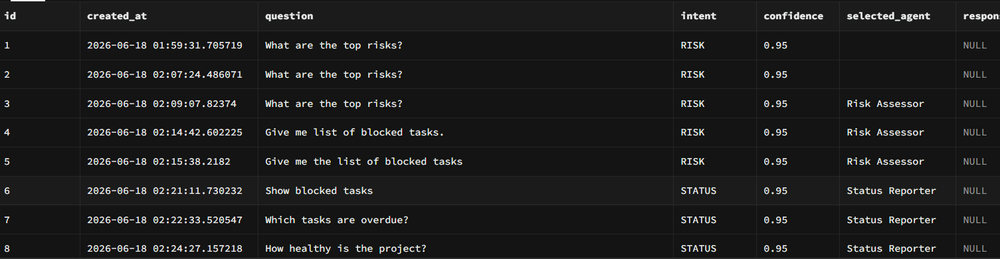 id created_at question intent confidence selected_agent respon
1 2026-06-18 01:59:31.705719 What are the top risks? RISK 0.95 NULL
2 2026-06-18 02:07:24.486071 What are the top risks? RISK 0.95 NULL
3 2026-06-18 02:09:07.82374 What are the top risks? RISK 0.95 Risk Assessor NULL
4 2026-06-18 02:14:42.602225 Give me list of blocked tasks. RISK 0.95 Risk Assessor NULL
5 2026-06-18 02:15:38.2182 Give me the list of blocked tasks RISK 0.95 Risk Assessor NULL
6 2026-06-18 02:21:11.730232 Show blocked tasks STATUS 0.95 Status Reporter NULL
7 2026-06-18 02:22:33.520547 Which tasks are overdue? STATUS 0.95 Status Reporter NULL
8 2026-06-18 02:24:27.157218 How healthy is the project? STATUS 0.95 Status Reporter NULL